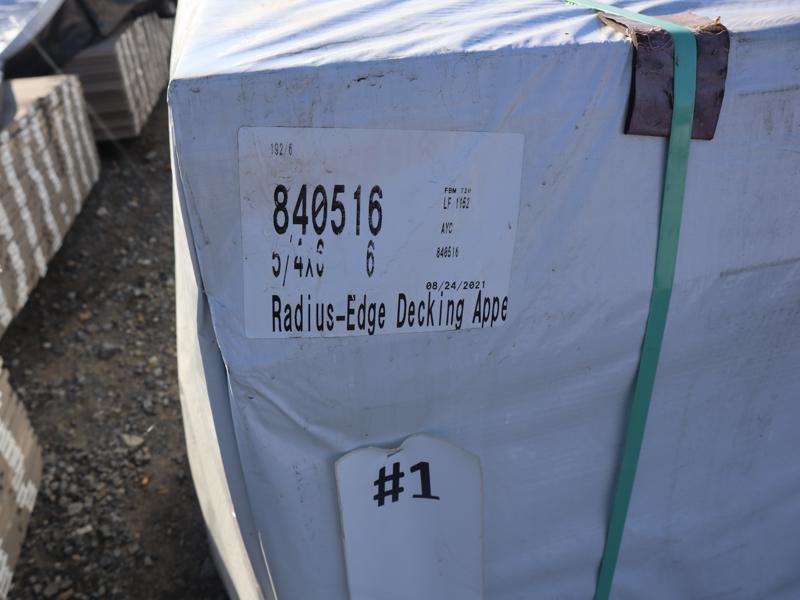 192/6
840516
FBM 720
LF 1152
AYC
840516
5/4x6 6
08/24/2021
Radius-Edge Decking Appe
#1